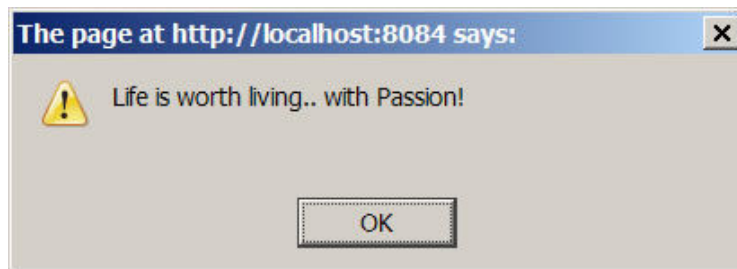 The page at http://localhost:8084 says:
Life is worth living.. with Passion!
OK